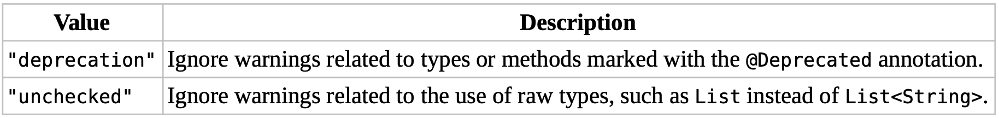 Value Description
"deprecation" Ignore warnings related to types or methods marked with the @Deprecated annotation.
"unchecked" Ignore warnings related to the use of raw types, such as List instead of List<String>.